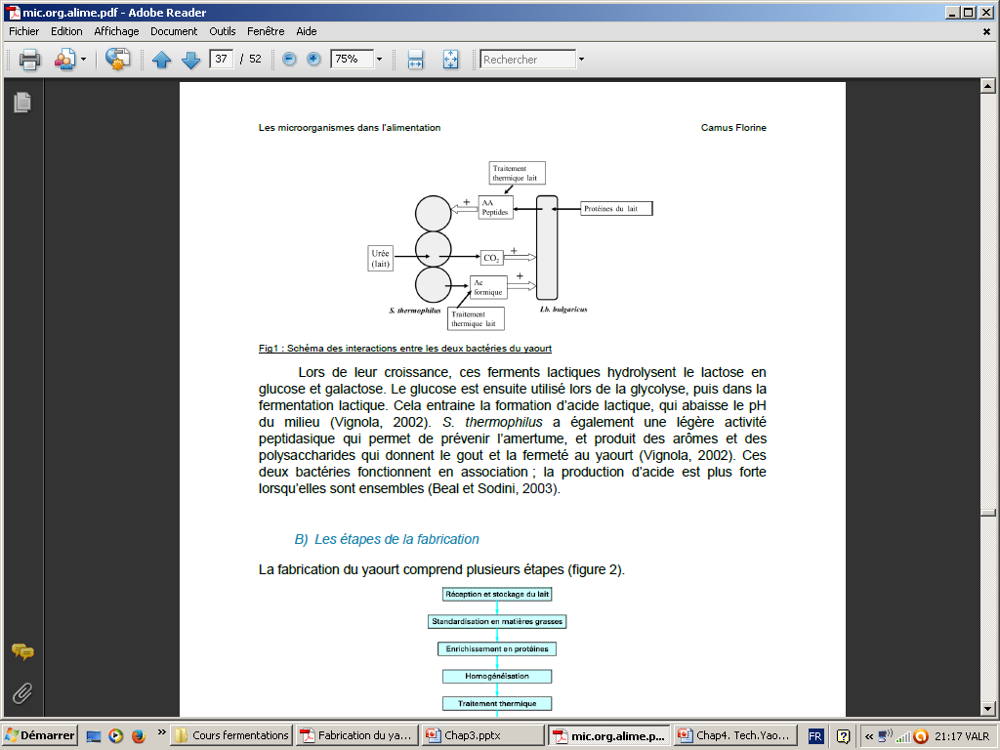 mic.org.alime.pdf - Adobe Reader
Fichier Edition Affichage Document Outils Fenêtre Aide
37 / 52 75% Rechercher
Les microorganismes dans l'alimentation Camus Florine
Traitement
thermique lait
+
AA
Peptides
Protéines du lait
Urée
(lait)
CO2
+
Ac
formique
+
S. thermophilus
Lb. bulgaricus
Traitement
thermique lait
Fig1 : Schéma des interactions entre les deux bactéries du yaourt
Lors de leur croissance, ces ferments lactiques hydrolysent le lactose en
glucose et galactose. Le glucose est ensuite utilisé lors de la glycolyse, puis dans la
fermentation lactique. Cela entraine la formation d'acide lactique, qui abaisse le pH
du milieu (Vignola, 2002). S. thermophilus a également une légère activité
peptidasique qui permet de prévenir l'amertume, et produit des arômes et des
polysaccharides qui donnent le gout et la fermeté au yaourt (Vignola, 2002). Ces
deux bactéries fonctionnent en association ; la production d'acide est plus forte
lorsqu'elles sont ensembles (Beal et Sodini, 2003).
B) Les étapes de la fabrication
La fabrication du yaourt comprend plusieurs étapes (figure 2).
Réception et stockage du lait
Standardisation en matières grasses
Enrichissement en protéines
Homogénéisation
Traitement thermique
Démarrer » Cours fermentations Fabrication du ya... Chap3.pptx mic.org.alime.p... Chap4. Tech.Yao... FR « 21:17 VALR